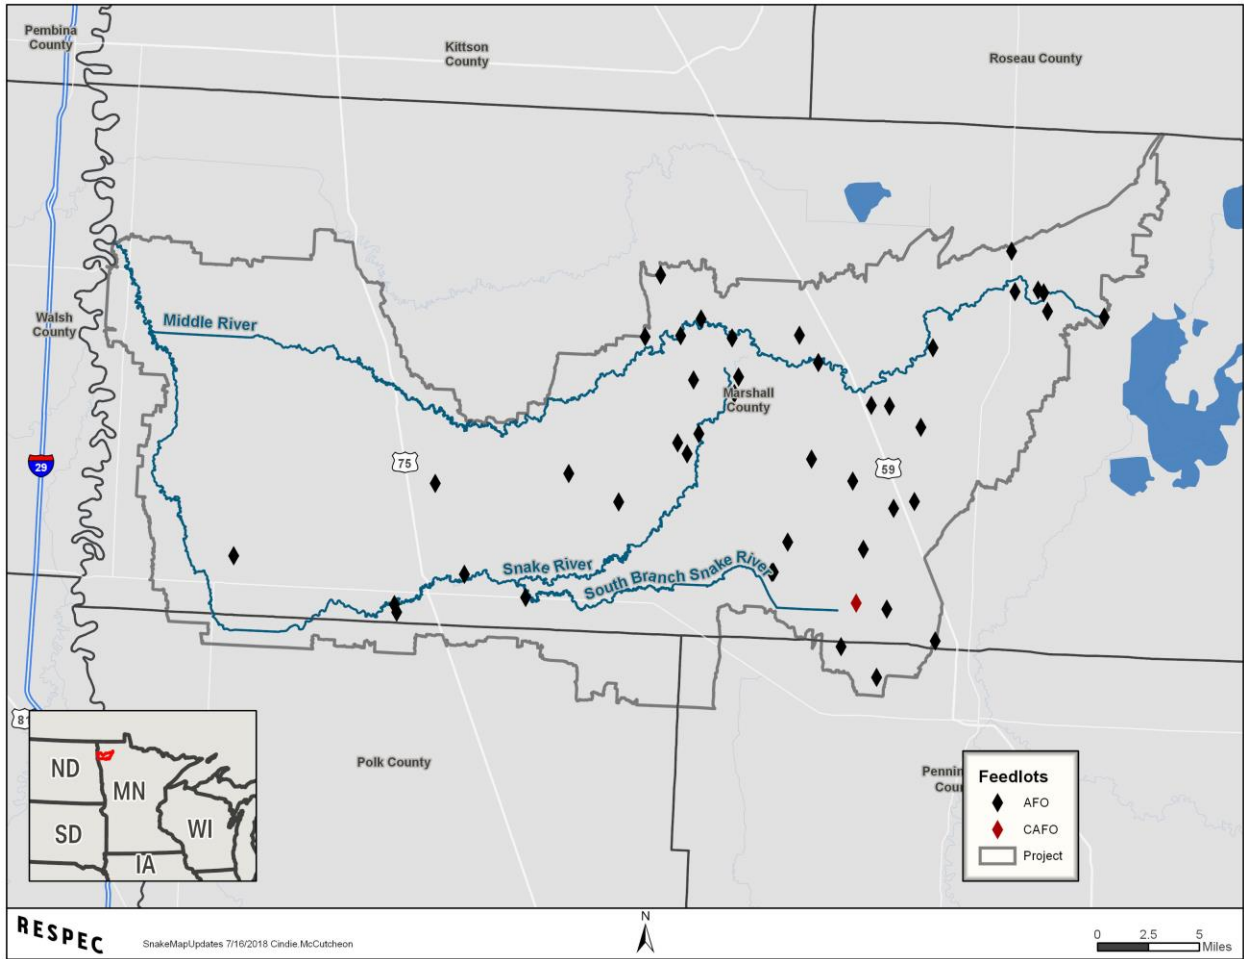 Pembina
County
Kittson
County
Roseau County
Middle River
Walsh
County
Marshall
County
75
29
59
Snake River
South Branch Snake River
81
ND
MN
SD
WI
IA
Polk County
Feedlots
AFO
CAFO
Project
RESPEC
SnakeMapUpdates 7/16/2018 Cindie.McCutcheon
N
0 2.5 5
Miles